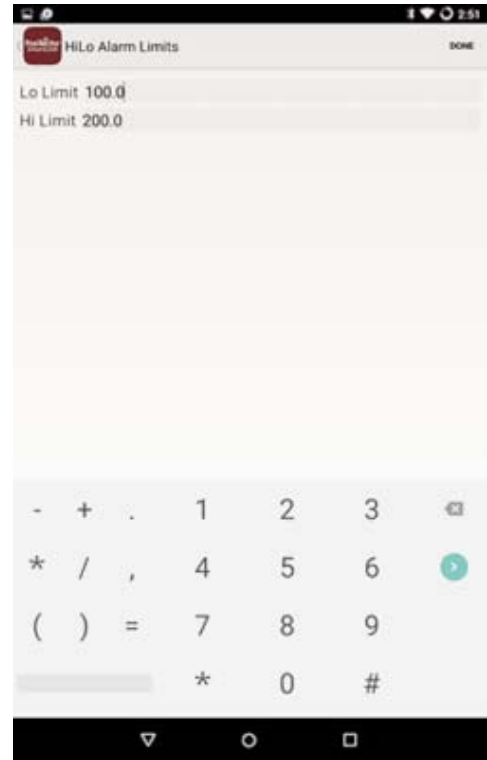 2:51
HiLo Alarm Limits
DONE
Lo Limit 100.0
Hi Limit 200.0
- + . 1 2 3
* / , 4 5 6
( ) = 7 8 9
* 0 #